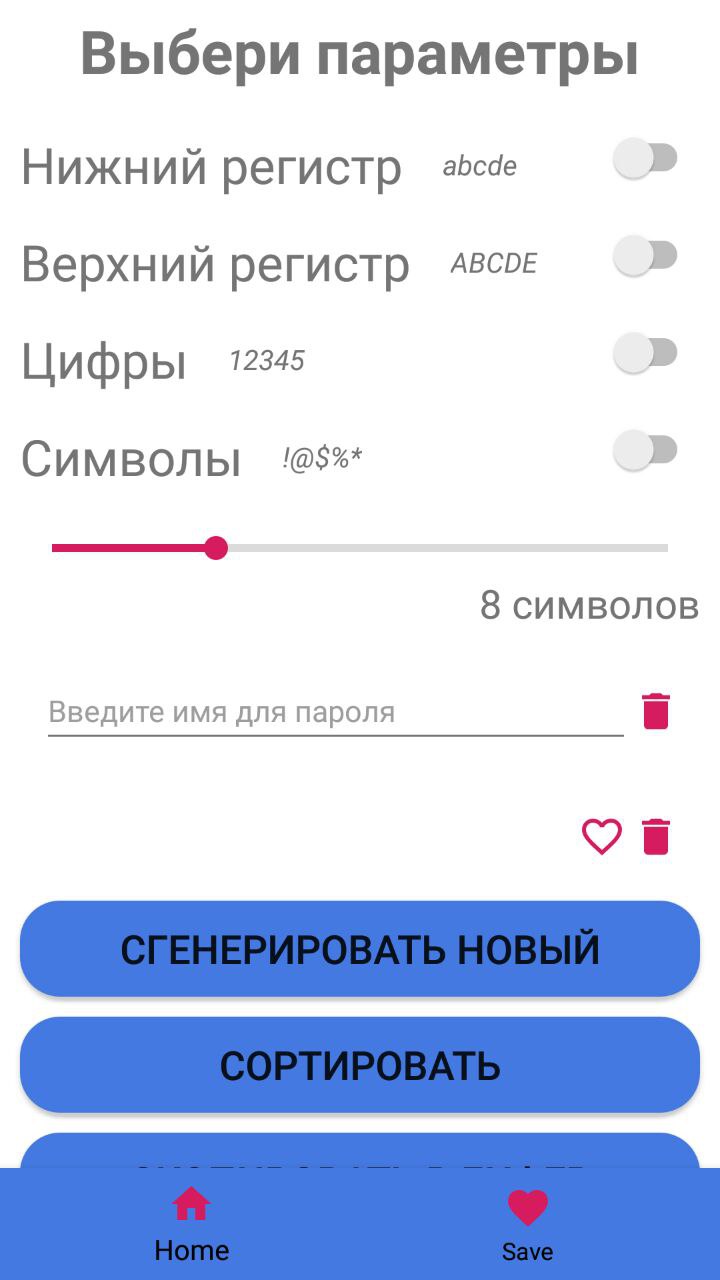 Выбери параметры
Нижний регистр abcde
Верхний регистр ABCDE
Цифры 12345
Символы !@$%*
8 символов
Введите имя для пароля
СГЕНЕРИРОВАТЬ НОВЫЙ
СОРТИРОВАТЬ
Home Save